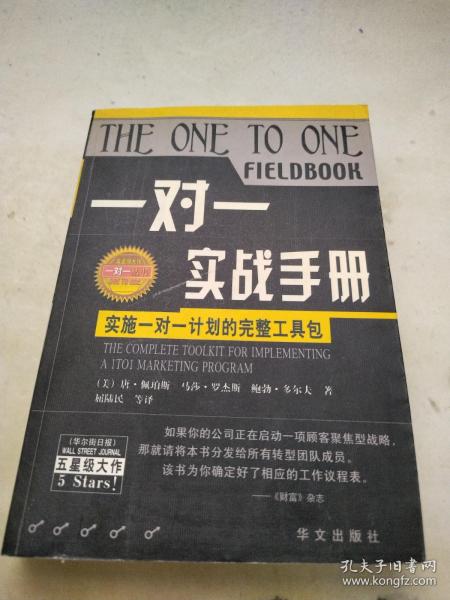 THE ONE TO ONE
FIELDBOOK
一对一
实战手册
一对一
实施一对一计划的完整工具包
THE COMPLETE TOOLKIT FOR IMPLEMENTING
A 1TO1 MARKETING PROGRAM
(美) 唐·佩珀斯 马莎·罗杰斯 鲍勃·多尔夫 著
屈陆民 等译
(华尔街日报)
WALL STREET JOURNAL
五星级大作
5 Stars!
如果你的公司正在启动一项顾客聚焦型战略,
那就请将本书分发给所有转型团队成员。
该书为你确定好了相应的工作议程表。
——《财富》杂志
华文出版社
孔夫子旧书网
www.kongfz.com